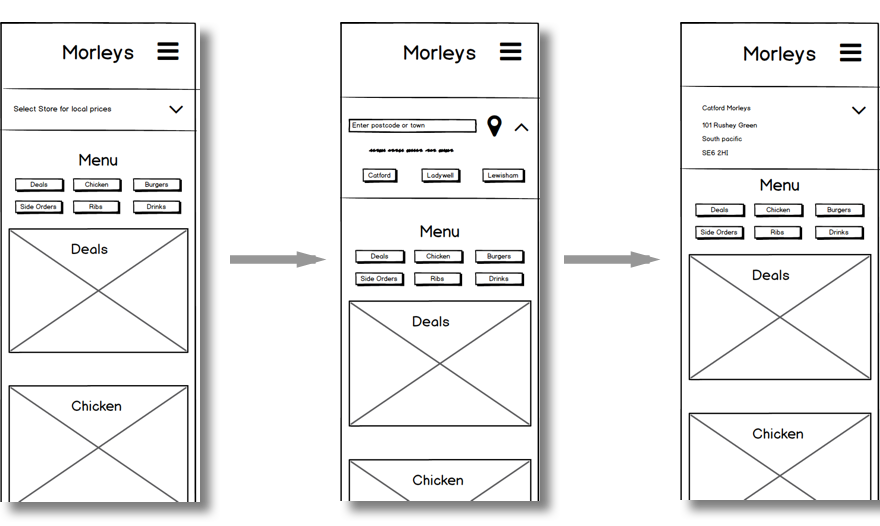 Morleys
Select Store for local prices
Menu
Deals Chicken Burgers
Side Orders Ribs Drinks
Deals
Chicken
Morleys
Enter postcode or town
Catford Ladywell Lewisham
Menu
Deals Chicken Burgers
Side Orders Ribs Drinks
Deals
Chicken
Morleys
Catford Morleys
101 Rushey Green
South pacific
SE6 2HI
Menu
Deals Chicken Burgers
Side Orders Ribs Drinks
Deals
Chicken